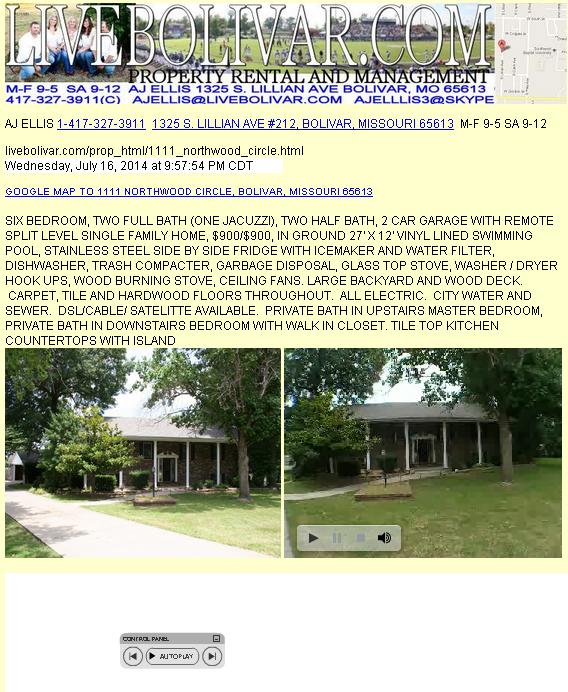 LIVEBOLIVAR.COM
PROPERTY RENTAL AND MANAGEMENT
M-F 9-5 SA 9-12 AJ ELLIS 1325 S. LILLIAN AVE BOLIVAR, MO 65613
417-327-3911(C) AJELLIS@LIVEBOLIVAR.COM AJELLLIS3@SKYPE
AJ ELLIS 1-417-327-3911 1325 S. LILLIAN AVE #212, BOLIVAR, MISSOURI 65613 M-F 9-5 SA 9-12
livebolivar.com/prop_html/1111_northwood_circle.html
Wednesday, July 16, 2014 at 9:57:54 PM CDT
GOOGLE MAP TO 1111 NORTHWOOD CIRCLE, BOLIVAR, MISSOURI 65613
SIX BEDROOM, TWO FULL BATH (ONE JACUZZI), TWO HALF BATH, 2 CAR GARAGE WITH REMOTE
SPLIT LEVEL SINGLE FAMILY HOME, $900/$900, IN GROUND 27' X 12' VINYL LINED SWIMMING
POOL, STAINLESS STEEL SIDE BY SIDE FRIDGE WITH ICEMAKER AND WATER FILTER,
DISHWASHER, TRASH COMPACTER, GARBAGE DISPOSAL, GLASS TOP STOVE, WASHER / DRYER
HOOK UPS, WOOD BURNING STOVE, CEILING FANS. LARGE BACKYARD AND WOOD DECK.
CARPET, TILE AND HARDWOOD FLOORS THROUGHOUT. ALL ELECTRIC. CITY WATER AND
SEWER. DSL/CABLE/ SATELITTE AVAILABLE. PRIVATE BATH IN UPSTAIRS MASTER BEDROOM,
PRIVATE BATH IN DOWNSTAIRS BEDROOM WITH WALK IN CLOSET. TILE TOP KITCHEN
COUNTERTOPS WITH ISLAND
CONTROL PANEL
AUTOPLAY